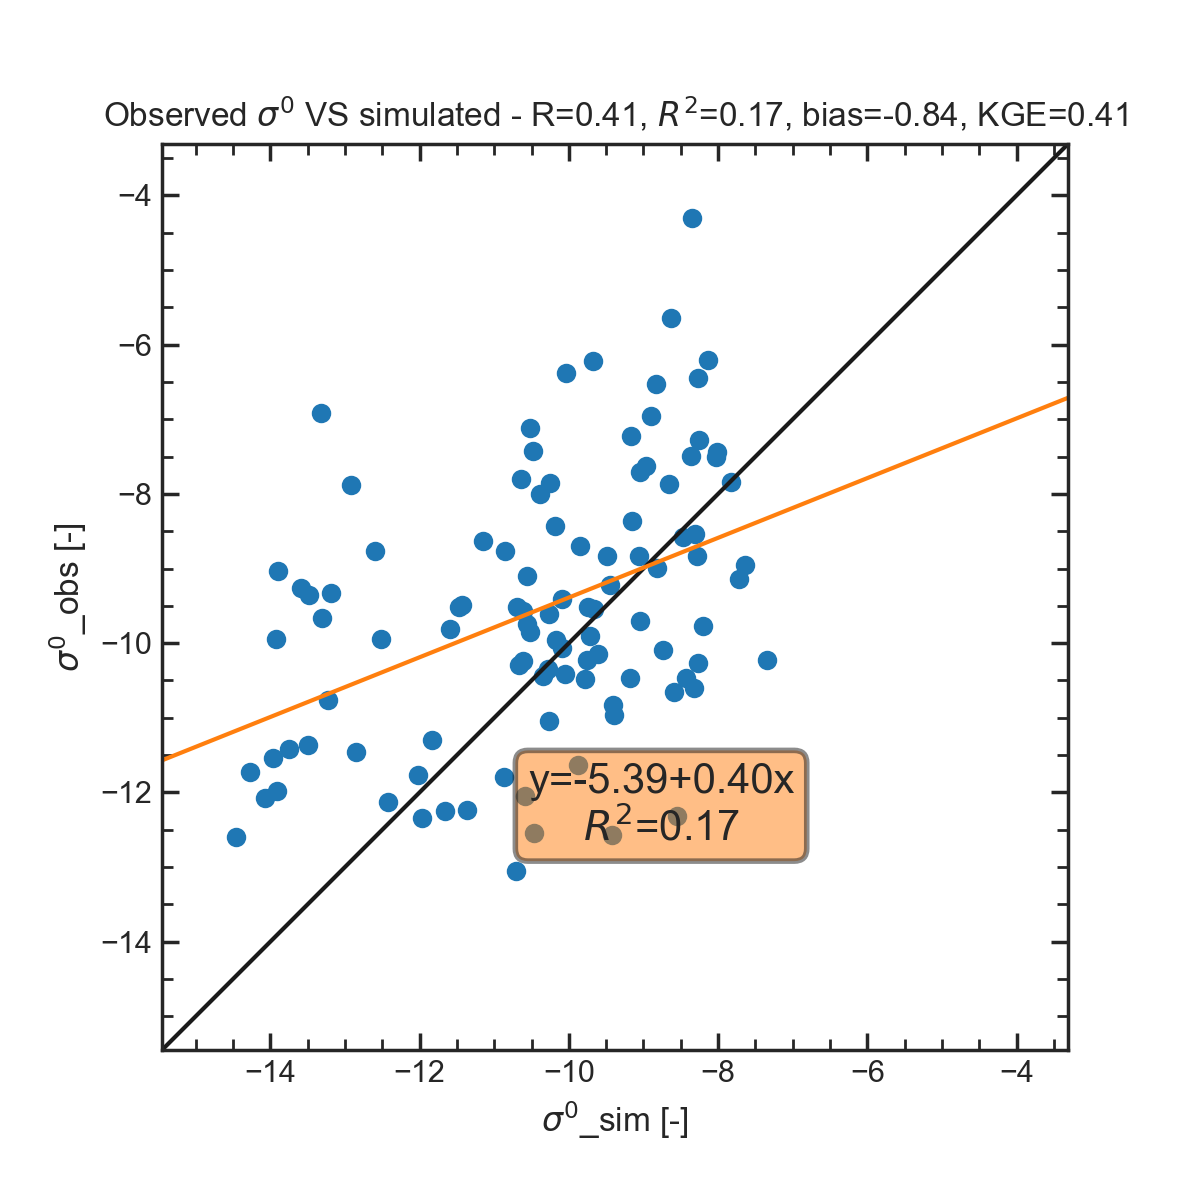 Observed σ⁰ VS simulated - R=0.41, R²=0.17, bias=-0.84, KGE=0.41
−4
−6
−8
−10
−12
−14
σ⁰_obs [-]
y=-5.39+0.40x
R²=0.17
−14 −12 −10 −8 −6 −4
σ⁰_sim [-]